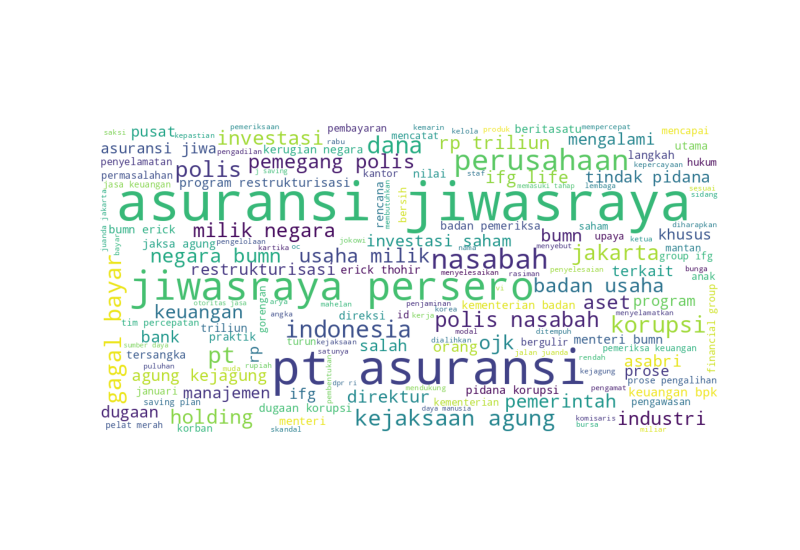 saksi
pusat
kepastian
investasi
pemeriksaan
dana
pembayaran
mencatat
kemarin
rp triliun
kelola
produk
beritasatu
mempercepat
mengalami
mencapai
utama
asuransi jiwa
pengadilan
kerugian negara
rabu
penyelamatan
polis
pemegang polis
perusahaan
langkah
kepercayaan
hukum
permasalahan
j saving
kantor
nilai
ifg life
tindak pidana
sidang
jasa keuangan
program restrukturisasi
staf
memasuki tahap
lembaga
sesuai
asuransi jiwasraya
juanda jakarta
bersih
rencana
membutuhkan
bumn erick
milik negara
badan pemeriksa
saham
diharapkan
bayar
jaksa agung
pengelolaan
kartika
jokowi
investasi saham
bumn
upaya
khusus
negara bumn
oc
usaha milik
nama
nasabah
menyebut
jakarta
ketua
mantan
group ifg
restrukturisasi
erick thohir
menyelesaikan
rasiman
penyelesaian
terkait
bunga
anak
jiwasraya persero
vi
badan usaha
menyelamatkan
gagal bayar
otoritas jasa
arya
gorengan
mahelan
penjaminan
korea
aset
program
kementerian badan
keuangan
angka
direksi
id
kerja
polis nasabah
korupsi
tim percepatan
triliun
indonesia
modal
dialihkan
ditempuh
financial group
bank
praktik
turun
kejaksaan
salah
orang
ojk
bergulir
menteri bumn
sumber daya
pt
rp
satunya
jalan juanda
rendah
pemeriksa keuangan
tersangka
puluhan
rupiah
pt asuransi
asabri
agung kejagung
muda
dpr ri
kejagung
prose
pengamat
prose pengalihan
januari
manajemen
ifg
pembentukan
mendukung
pidana korupsi
keuangan bpk
saving plan
direktur
kementerian
pemerintah
pengawasan
dugaan
holding
dugaan korupsi
kejaksaan agung
daya manusia
komisaris
industri
pelat merah
korban
menteri
skandal
bursa
miliar